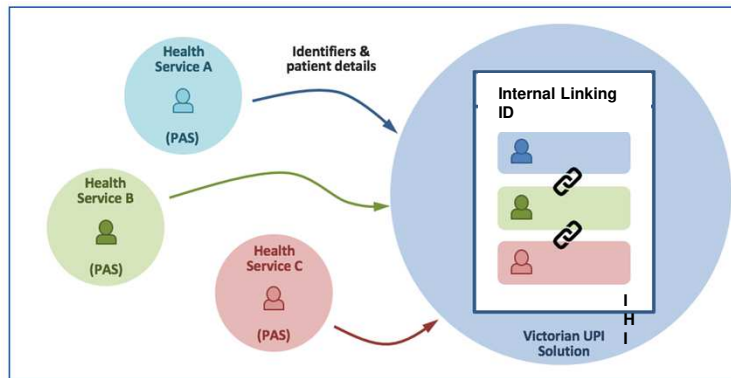 Health
Service A
(PAS)
Identifiers &
patient details
Health
Service B
(PAS)
Health
Service C
(PAS)
Internal Linking
ID
I
H
I
Victorian UPI
Solution